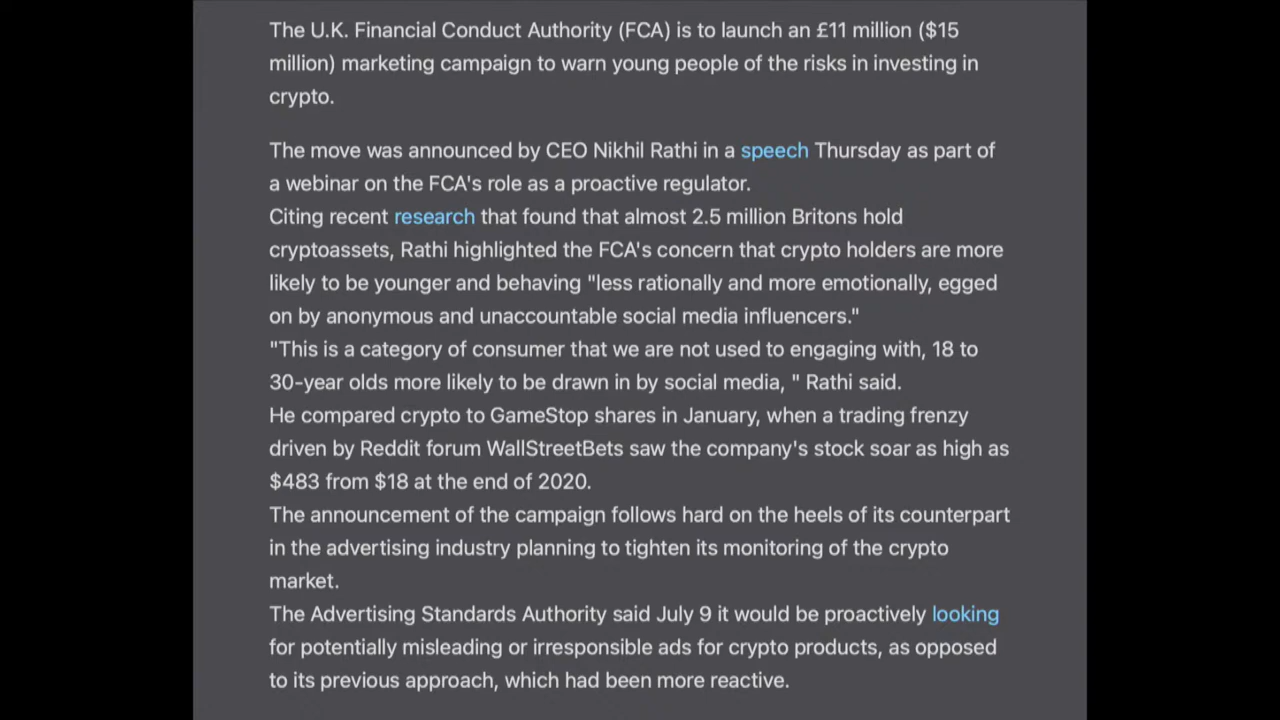 The U.K. Financial Conduct Authority (FCA) is to launch an £11 million ($15
million) marketing campaign to warn young people of the risks in investing in
crypto.
The move was announced by CEO Nikhil Rathi in a speech Thursday as part of
a webinar on the FCA's role as a proactive regulator.
Citing recent research that found that almost 2.5 million Britons hold
cryptoassets, Rathi highlighted the FCA's concern that crypto holders are more
likely to be younger and behaving "less rationally and more emotionally, egged
on by anonymous and unaccountable social media influencers."
"This is a category of consumer that we are not used to engaging with, 18 to
30-year olds more likely to be drawn in by social media, " Rathi said.
He compared crypto to GameStop shares in January, when a trading frenzy
driven by Reddit forum WallStreetBets saw the company's stock soar as high as
$483 from $18 at the end of 2020.
The announcement of the campaign follows hard on the heels of its counterpart
in the advertising industry planning to tighten its monitoring of the crypto
market.
The Advertising Standards Authority said July 9 it would be proactively looking
for potentially misleading or irresponsible ads for crypto products, as opposed
to its previous approach, which had been more reactive.